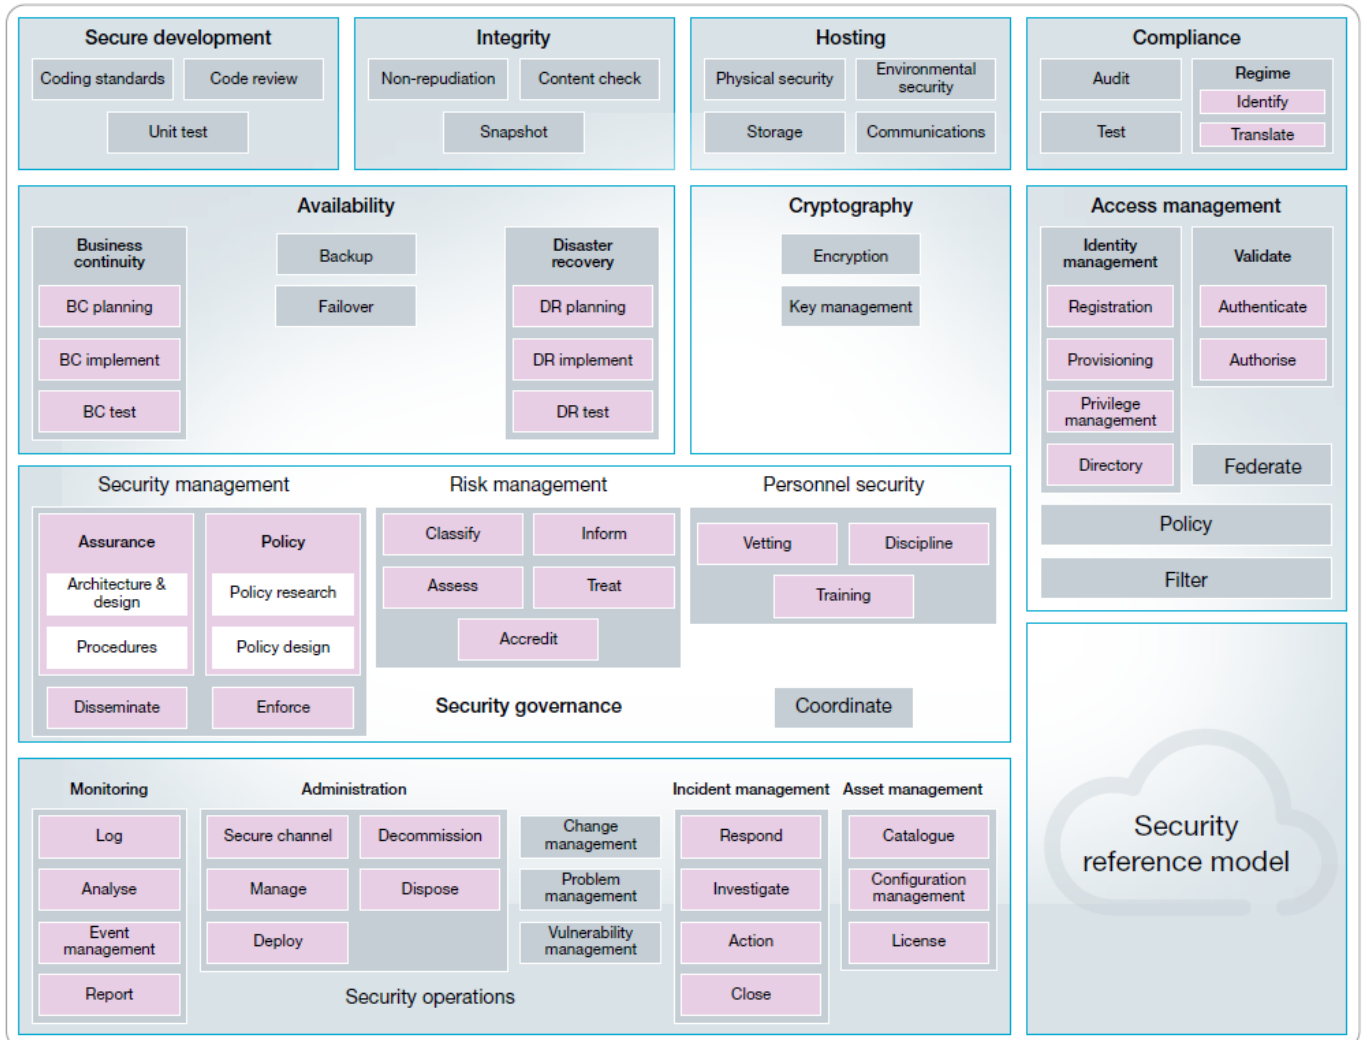 Secure development
Coding standards
Code review
Unit test
Integrity
Non-repudiation
Content check
Snapshot
Hosting
Physical security
Environmental
security
Storage
Communications
Compliance
Audit
Test
Regime
Identify
Translate
Availability
Business
continuity
BC planning
BC implement
BC test
Backup
Failover
Disaster
recovery
DR planning
DR implement
DR test
Cryptography
Encryption
Key management
Access management
Identity
management
Registration
Provisioning
Privilege
management
Directory
Validate
Authenticate
Authorise
Federate
Policy
Filter
Security management
Assurance
Architecture &
design
Procedures
Disseminate
Policy
Policy research
Policy design
Enforce
Risk management
Classify
Inform
Assess
Treat
Accredit
Personnel security
Vetting
Discipline
Training
Security governance
Coordinate
Monitoring
Log
Analyse
Event
management
Report
Administration
Secure channel
Decommission
Manage
Dispose
Deploy
Change
management
Problem
management
Vulnerability
management
Incident management
Respond
Investigate
Action
Close
Asset management
Catalogue
Configuration
management
License
Security operations
Security
reference model